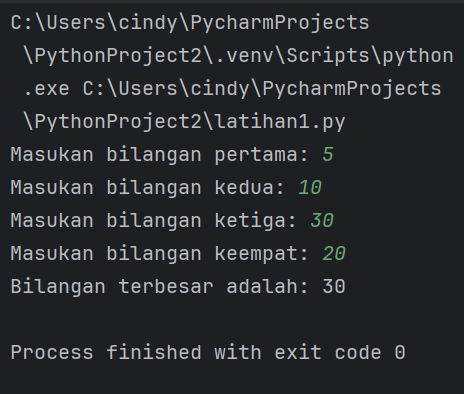 C:\Users\cindy\PycharmProjects
\PythonProject2\.venv\Scripts\python
.exe C:\Users\cindy\PycharmProjects
\PythonProject2\latihan1.py
Masukan bilangan pertama: 5
Masukan bilangan kedua: 10
Masukan bilangan ketiga: 30
Masukan bilangan keempat: 20
Bilangan terbesar adalah: 30
Process finished with exit code 0